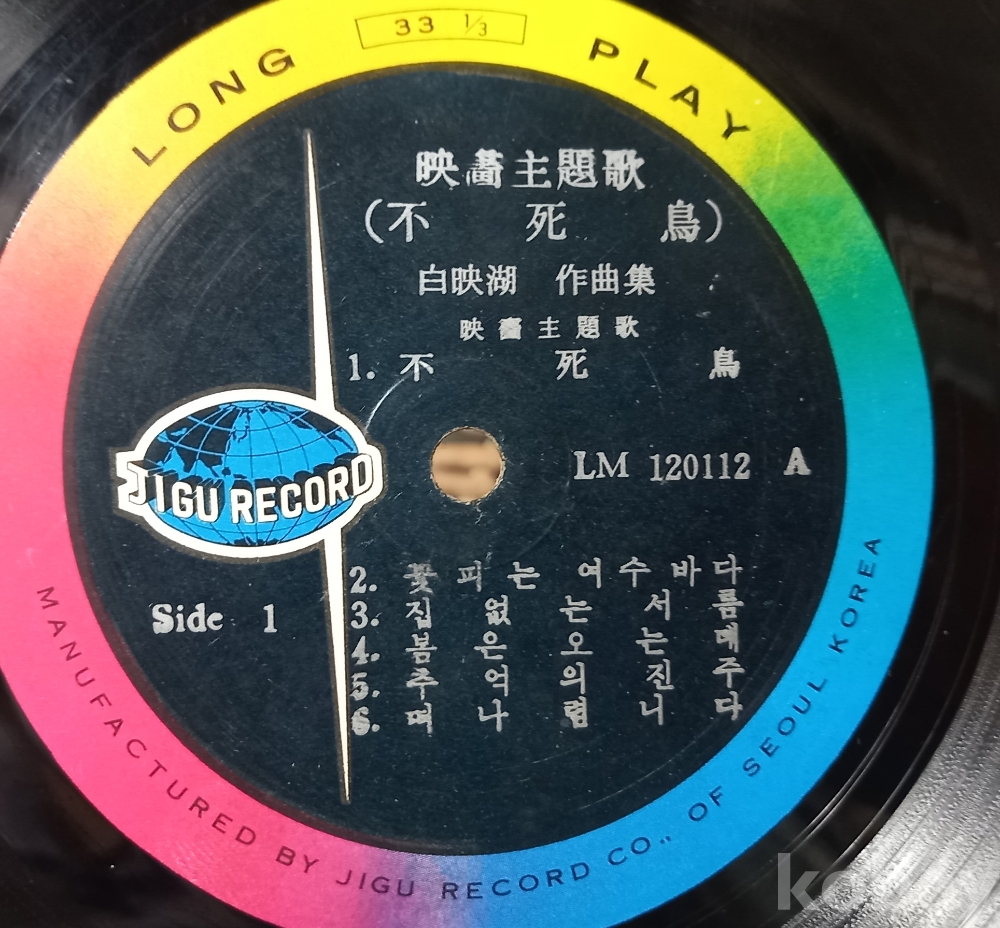 LONG PLAY
33 1/3
映畵主題歌
(不 死 鳥)
白映湖 作曲集
映畵主題歌
1. 不 死 鳥
JIGU RECORD
LM 120112 A
Side 1
2. 꽃 피 는 여 수 바 다
3. 집 없 는 서 름
4. 봄 은 오 는 데
5. 추 억 의 진 주
6. 떠 나 렵 니 다
MANUFACTURED BY JIGU RECORD CO., OF SEOUL KOREA